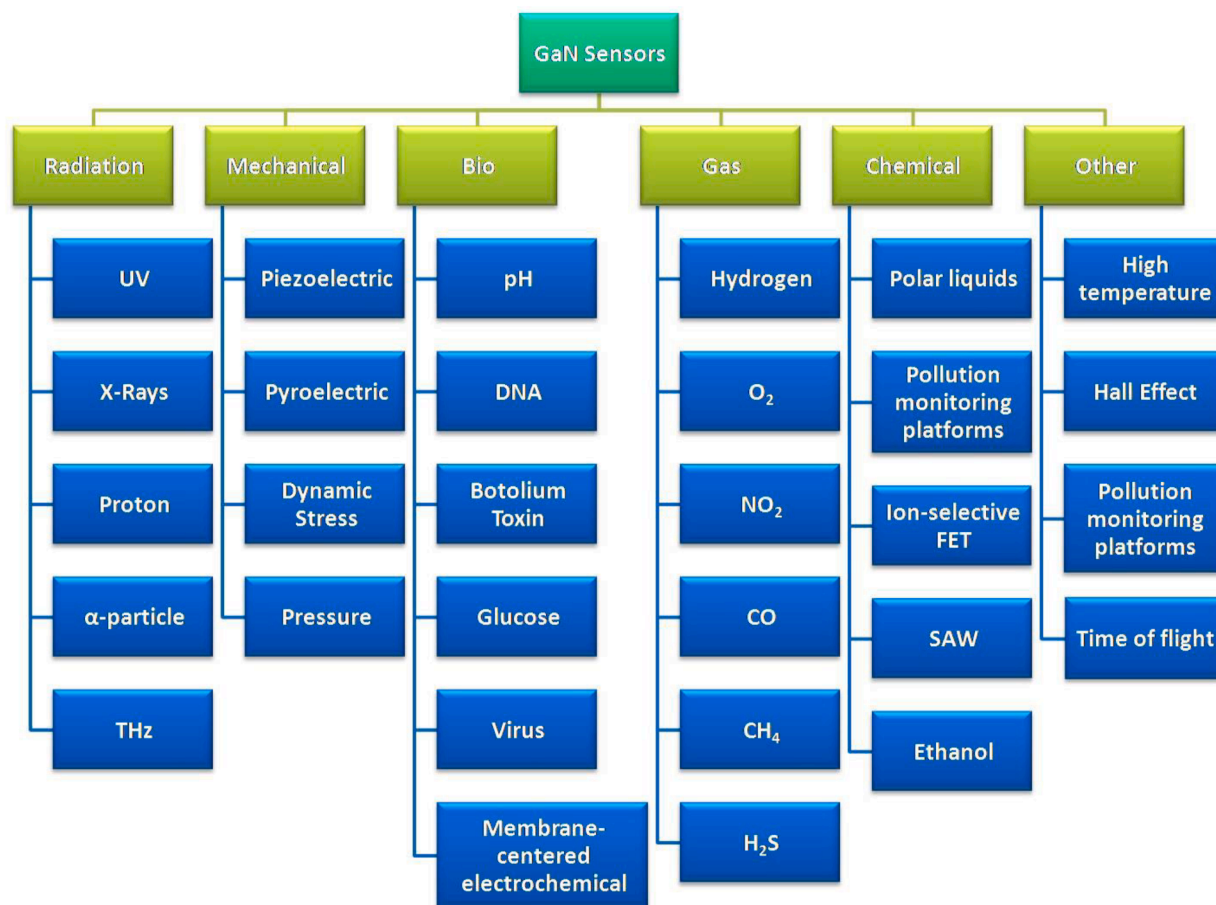 GaN Sensors
Radiation
Mechanical
Bio
Gas
Chemical
Other
UV
X-Rays
Proton
α-particle
THz
Piezoelectric
Pyroelectric
Dynamic
Stress
Pressure
pH
DNA
Botolium
Toxin
Glucose
Virus
Membrane-
centered
electrochemical
Hydrogen
O₂
NO₂
CO
CH₄
H₂S
Polar liquids
Pollution
monitoring
platforms
Ion-selective
FET
SAW
Ethanol
High
temperature
Hall Effect
Pollution
monitoring
platforms
Time of flight